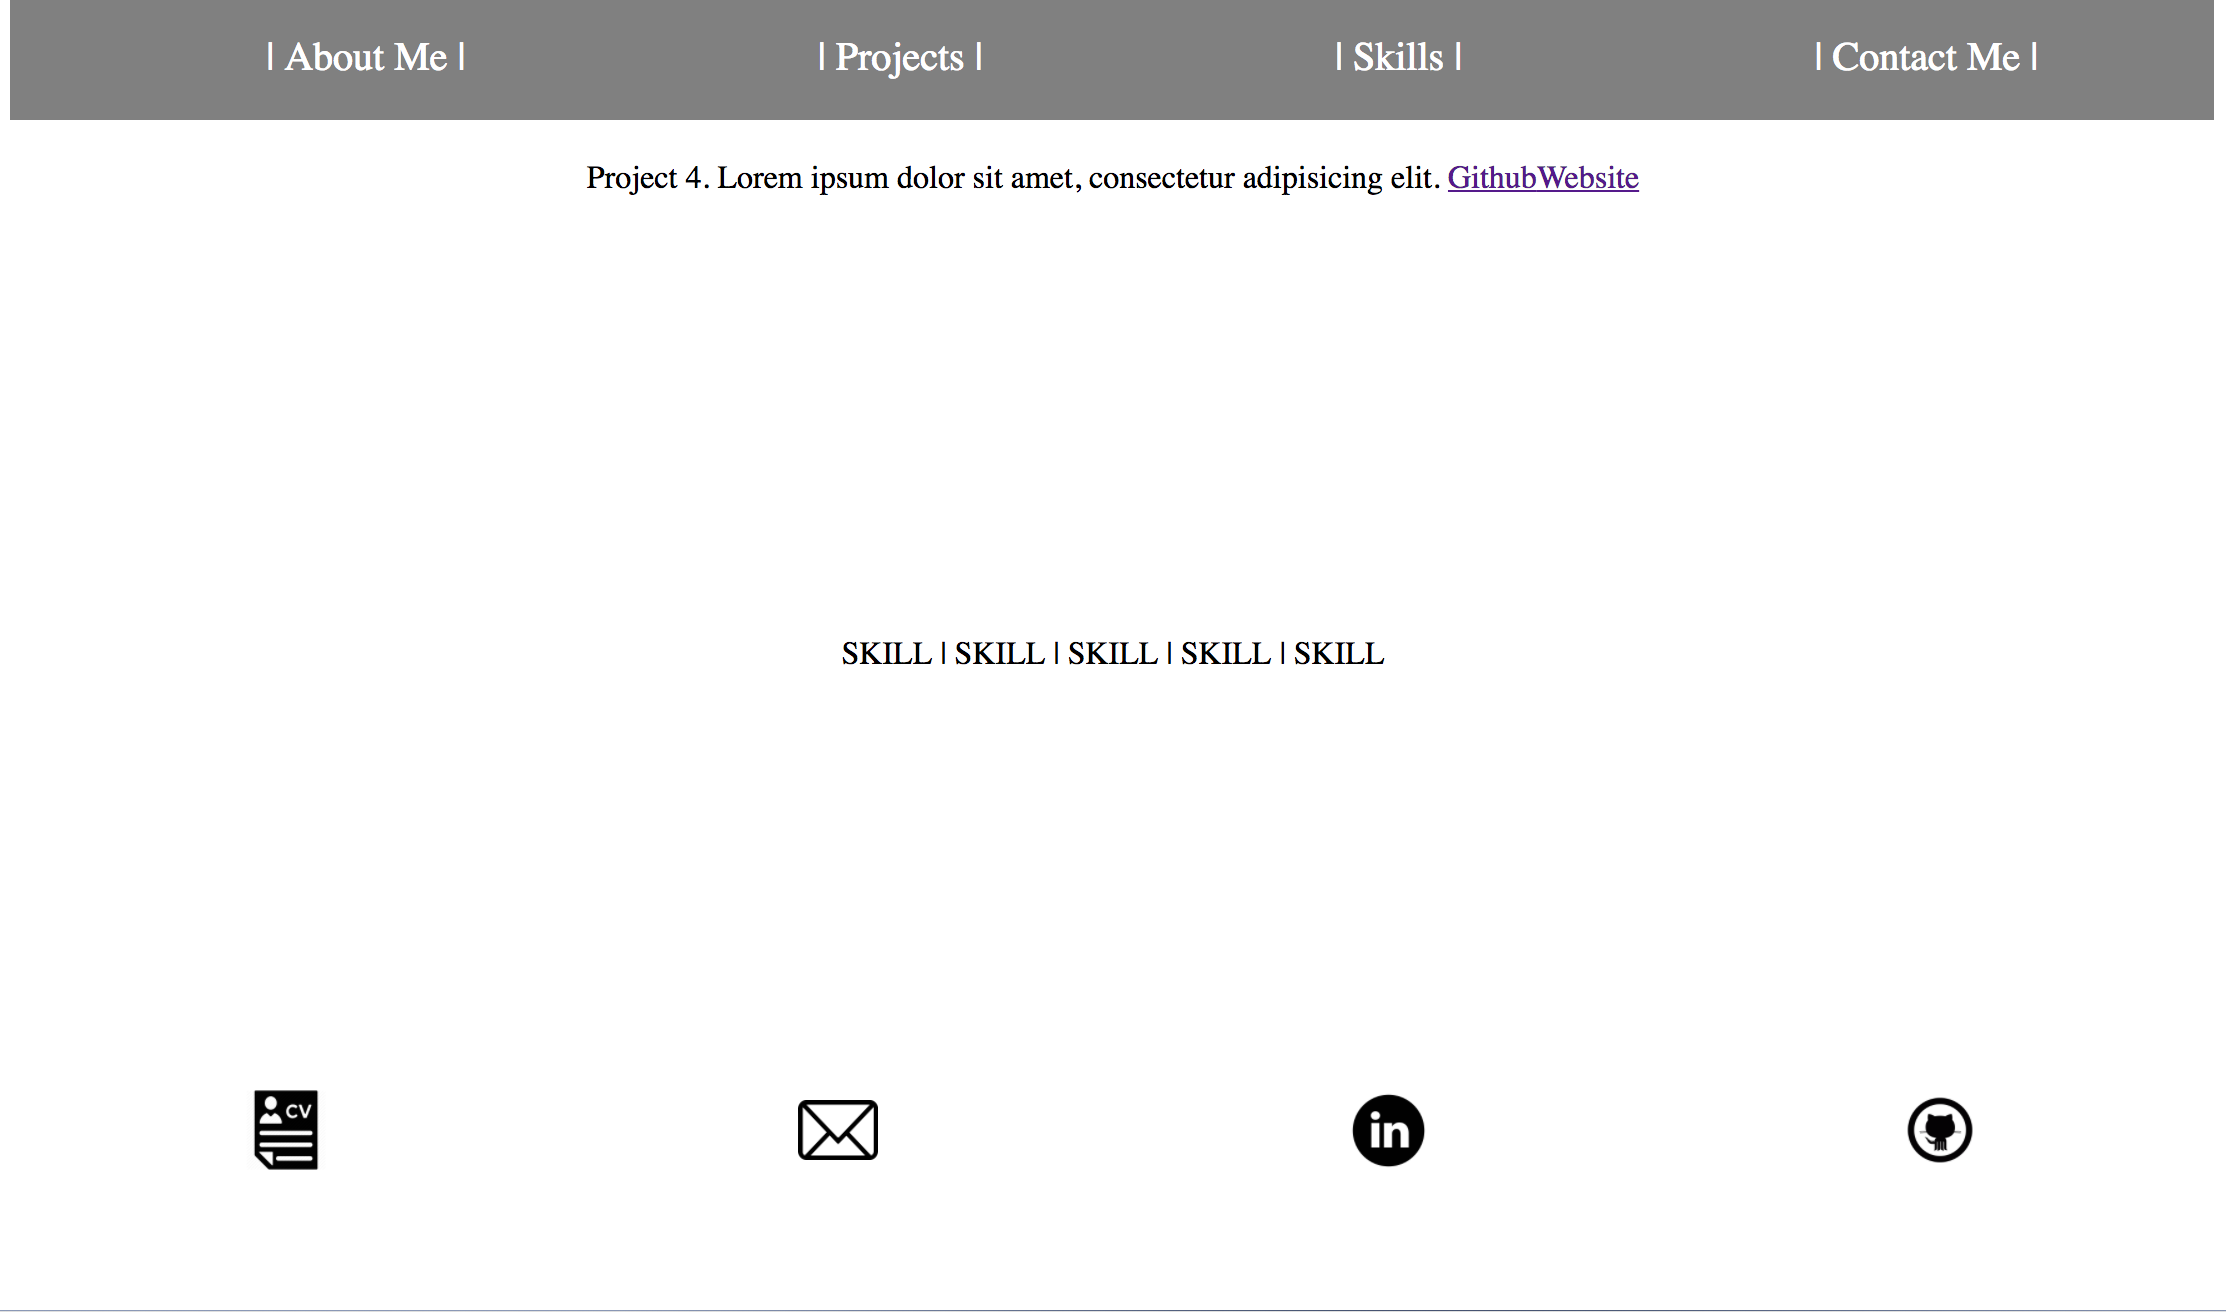 | About Me | | Projects | | Skills | | Contact Me |
Project 4. Lorem ipsum dolor sit amet, consectetur adipisicing elit. GithubWebsite
SKILL | SKILL | SKILL | SKILL | SKILL
CV in